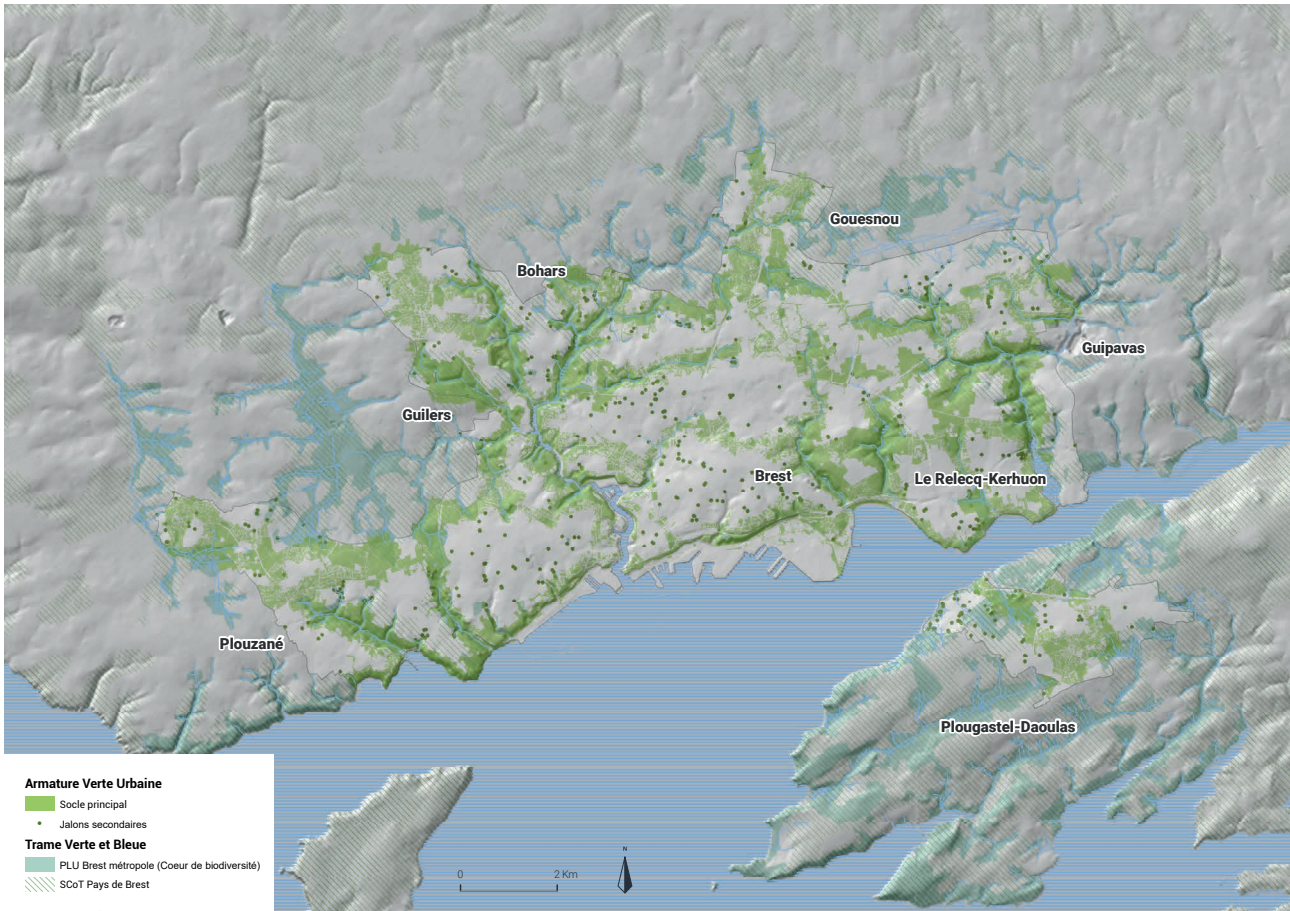 Gouesnou
Bohars
Guipavas
Guilers
Brest
Le Relecq-Kerhuon
Plouzané
Plougastel-Daoulas
Armature Verte Urbaine
Socle principal
Jalons secondaires
Trame Verte et Bleue
PLU Brest métropole (Coeur de biodiversité)
SCoT Pays de Brest
0 2 Km
N